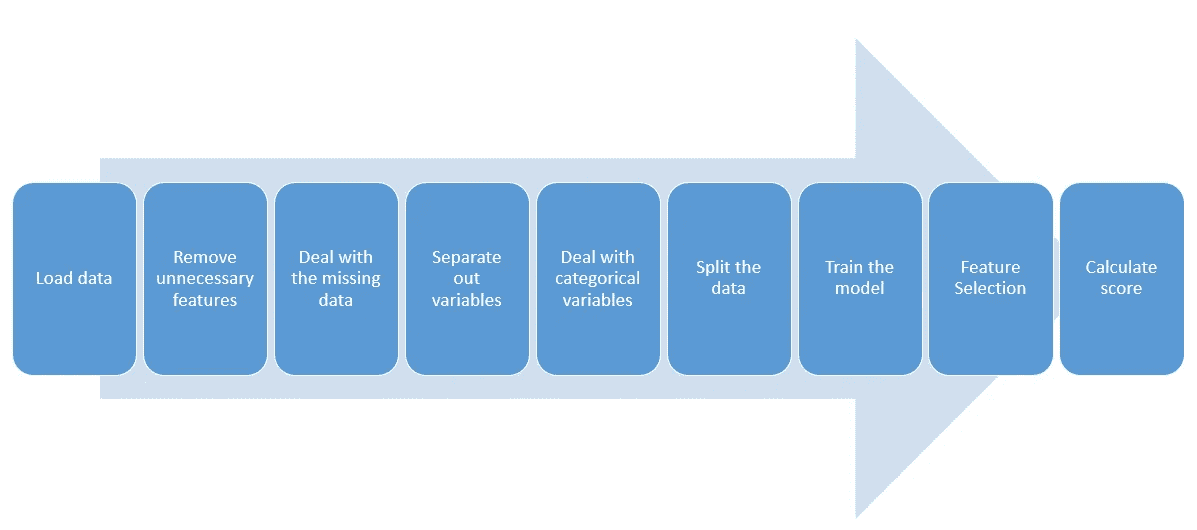 Load data
Remove
unnecessary
features
Deal with
the missing
data
Separate
out
variables
Deal with
categorical
variables
Split the
data
Train the
model
Feature
Selection
Calculate
score